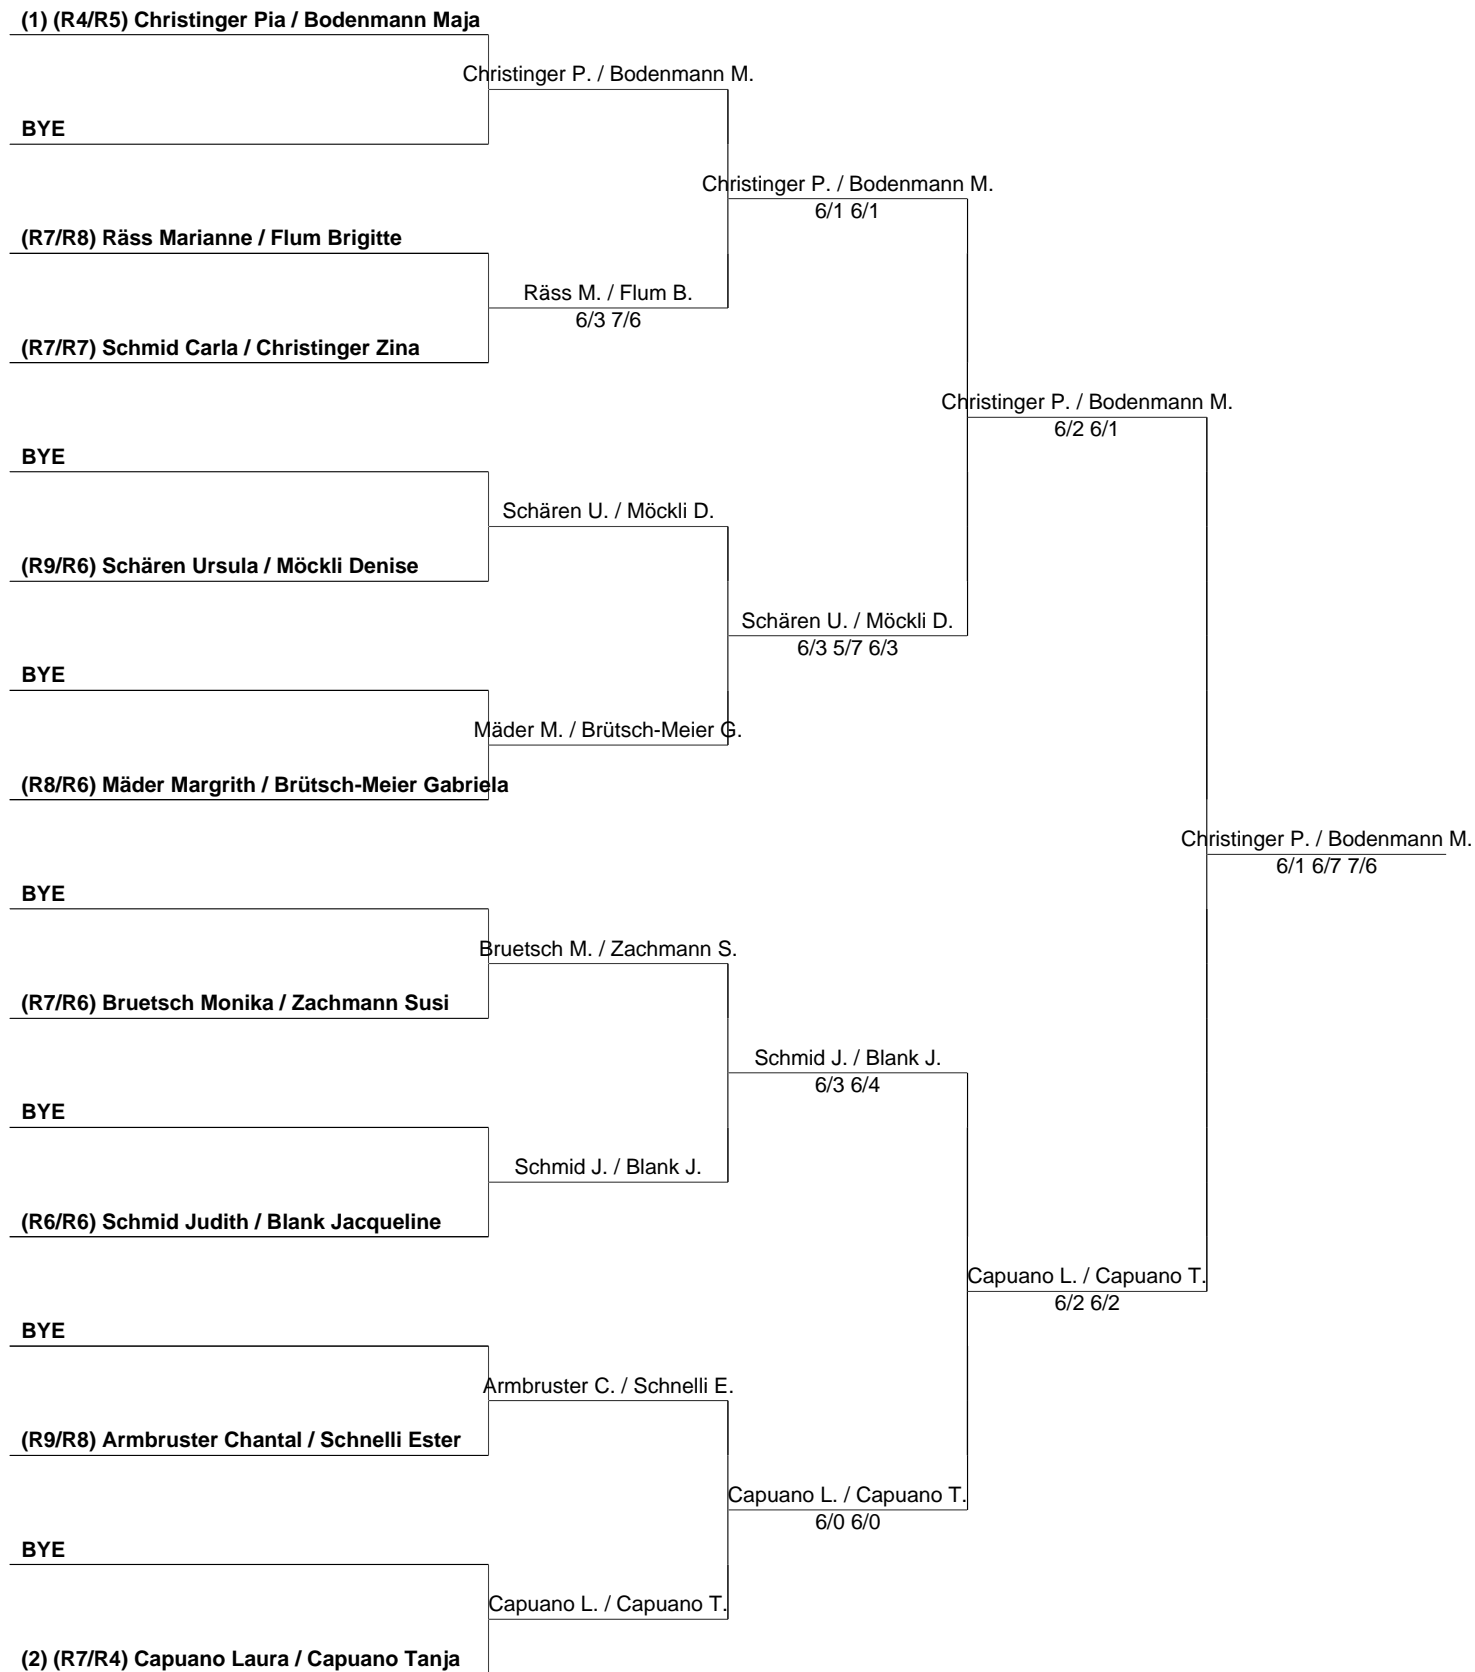 (1) (R4/R5) Christinger Pia / Bodenmann Maja
Christinger P. / Bodenmann M.
BYE
Christinger P. / Bodenmann M.
6/1 6/1
(R7/R8) Räss Marianne / Flum Brigitte
Räss M. / Flum B.
6/3 7/6
(R7/R7) Schmid Carla / Christinger Zina
Christinger P. / Bodenmann M.
6/2 6/1
BYE
Schären U. / Möckli D.
(R9/R6) Schären Ursula / Möckli Denise
Schären U. / Möckli D.
6/3 5/7 6/3
BYE
Mäder M. / Brütsch-Meier G.
(R8/R6) Mäder Margrith / Brütsch-Meier Gabriela
Christinger P. / Bodenmann M.
6/1 6/7 7/6
BYE
Bruetsch M. / Zachmann S.
(R7/R6) Bruetsch Monika / Zachmann Susi
Schmid J. / Blank J.
6/3 6/4
BYE
Schmid J. / Blank J.
(R6/R6) Schmid Judith / Blank Jacqueline
Capuano L. / Capuano T.
6/2 6/2
BYE
Armbruster C. / Schnelli E.
(R9/R8) Armbruster Chantal / Schnelli Ester
Capuano L. / Capuano T.
6/0 6/0
BYE
Capuano L. / Capuano T.
(2) (R7/R4) Capuano Laura / Capuano Tanja